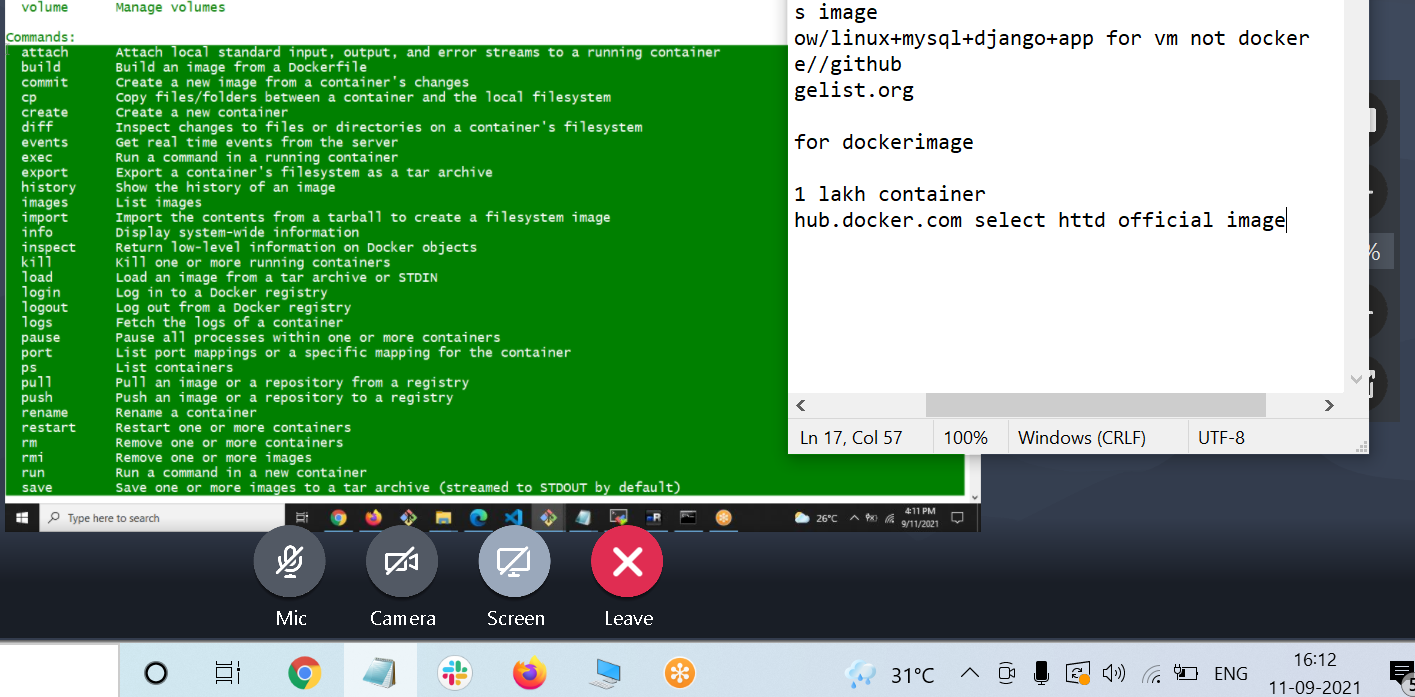 volume Manage volumes
Commands:
attach Attach local standard input, output, and error streams to a running container
build Build an image from a Dockerfile
commit Create a new image from a container's changes
cp Copy files/folders between a container and the local filesystem
create Create a new container
diff Inspect changes to files or directories on a container's filesystem
events Get real time events from the server
exec Run a command in a running container
export Export a container's filesystem as a tar archive
history Show the history of an image
images List images
import Import the contents from a tarball to create a filesystem image
info Display system-wide information
inspect Return low-level information on Docker objects
kill Kill one or more running containers
load Load an image from a tar archive or STDIN
login Log in to a Docker registry
logout Log out from a Docker registry
logs Fetch the logs of a container
pause Pause all processes within one or more containers
port List port mappings or a specific mapping for the container
ps List containers
pull Pull an image or a repository from a registry
push Push an image or a repository to a registry
rename Rename a container
restart Restart one or more containers
rm Remove one or more containers
rmi Remove one or more images
run Run a command in a new container
save Save one or more images to a tar archive (streamed to STDOUT by default)
s image
ow/linux+mysql+django+app for vm not docker
e//github
gelist.org
for dockerimage
1 lakh container
hub.docker.com select httd official image
%
Ln 17, Col 57 100% Windows (CRLF) UTF-8
Type here to search
26°C
4:11 PM
9/11/2021
Mic Camera Screen Leave
31°C ENG
16:12
11-09-2021
5